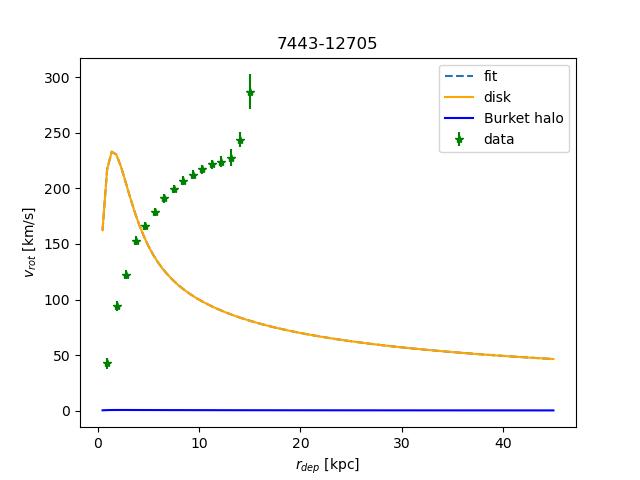 7443-12705
fit
disk
Burket halo
data
v_rot [km/s]
300
250
200
150
100
50
0
0 10 20 30 40
r_dep [kpc]